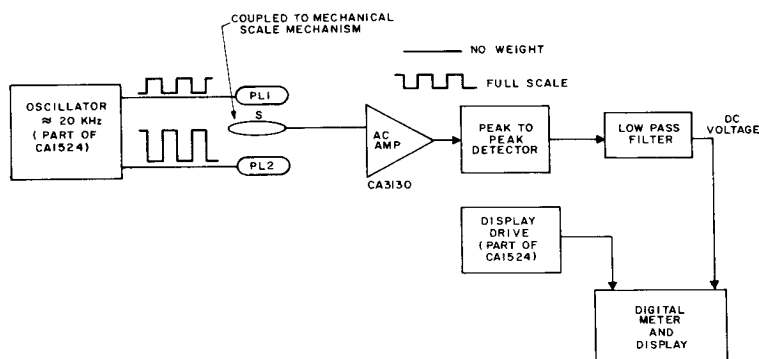 COUPLED TO MECHANICAL
SCALE MECHANISM
NO WEIGHT
FULL SCALE
OSCILLATOR
≈ 20 KHz
( PART OF
CA1524)
PL1
S
PL2
AC
AMP
CA3130
PEAK TO
PEAK
DETECTOR
LOW PASS
FILTER
DC
VOLTAGE
DISPLAY
DRIVE
(PART OF
CA1524)
DIGITAL
METER
AND
DISPLAY